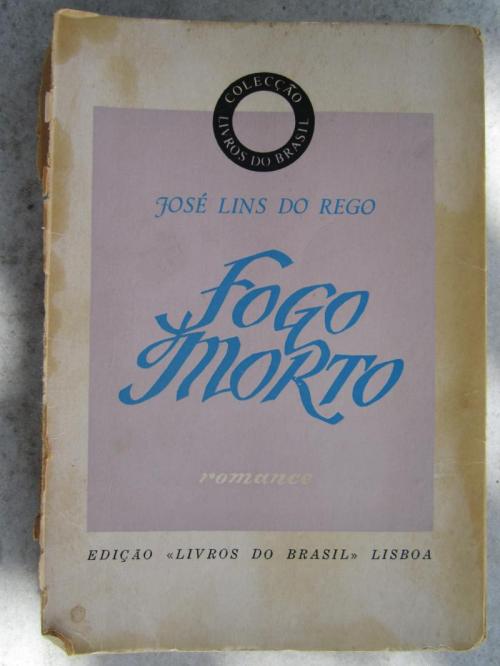 COLECÇÃO
LIVROS DO BRASIL
JOSÉ LINS DO REGO
FOGO
MORTO
romance
EDIÇÃO «LIVROS DO BRASIL» LISBOA